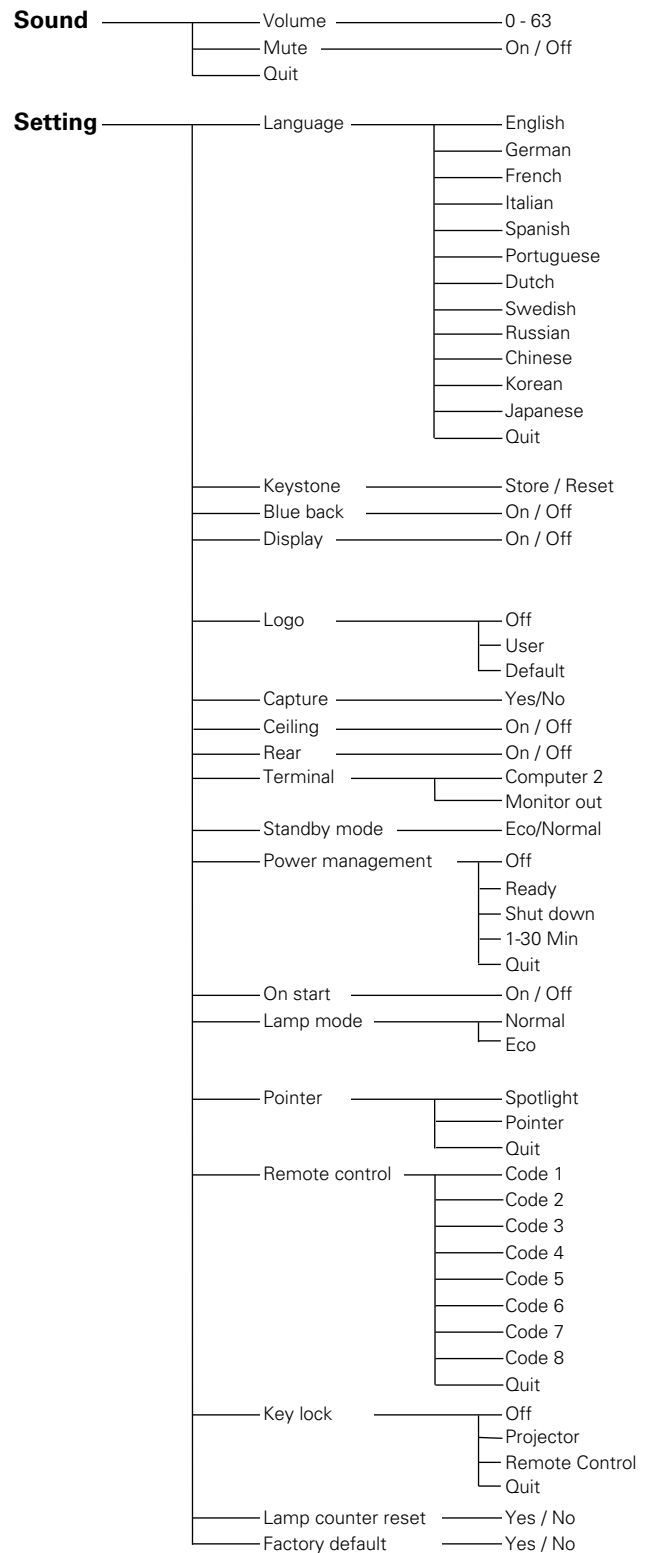 Sound Volume 0 - 63
Mute On / Off
Quit
Setting Language English
German
French
Italian
Spanish
Portuguese
Dutch
Swedish
Russian
Chinese
Korean
Japanese
Quit
Keystone Store / Reset
Blue back On / Off
Display On / Off
Logo Off
User
Default
Capture Yes/No
Ceiling On / Off
Rear On / Off
Terminal Computer 2
Monitor out
Standby mode Eco/Normal
Power management Off
Ready
Shut down
1-30 Min
Quit
On start On / Off
Lamp mode Normal
Eco
Pointer Spotlight
Pointer
Quit
Remote control Code 1
Code 2
Code 3
Code 4
Code 5
Code 6
Code 7
Code 8
Quit
Key lock Off
Projector
Remote Control
Quit
Lamp counter reset Yes / No
Factory default Yes / No